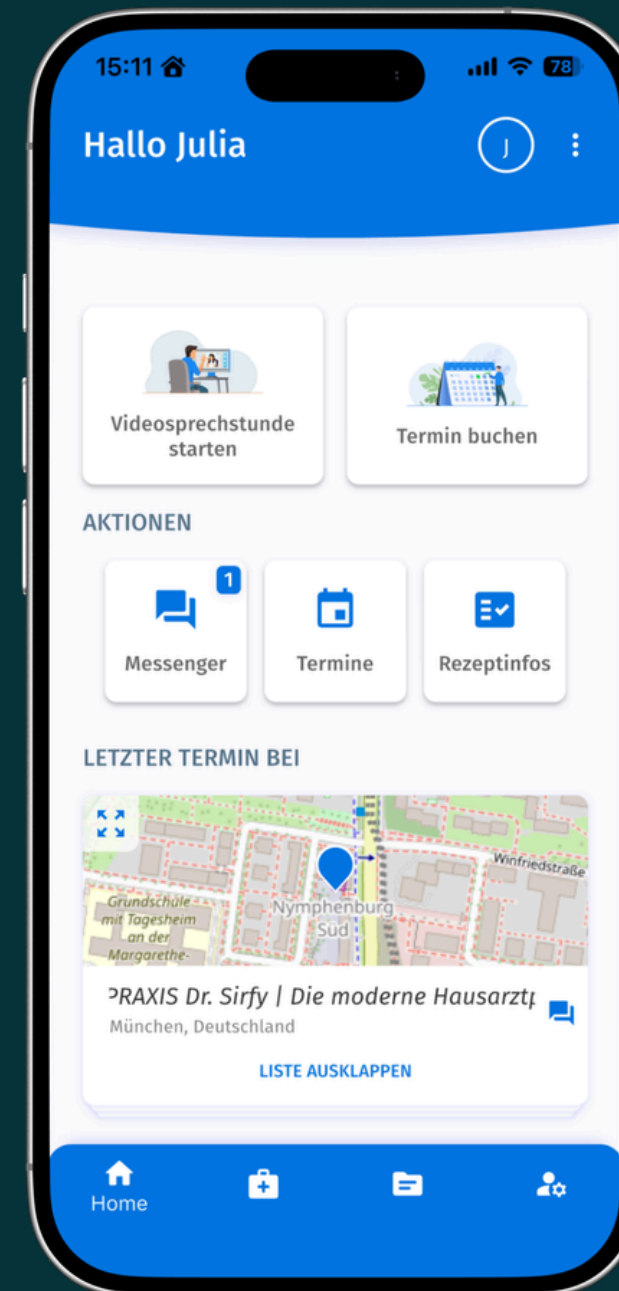 15:11
78
Hallo Julia
J
Videosprechstunde
starten
Termin buchen
AKTIONEN
1
Messenger
Termine
Rezeptinfos
LETZTER TERMIN BEI
Winfriedstraße
Grundschule
mit Tagesheim
an der
Margarethe-
Nymphenburg
Süd
PRAXIS Dr. Sirfy | Die moderne Hausarztp
München, Deutschland
LISTE AUSKLAPPEN
Home